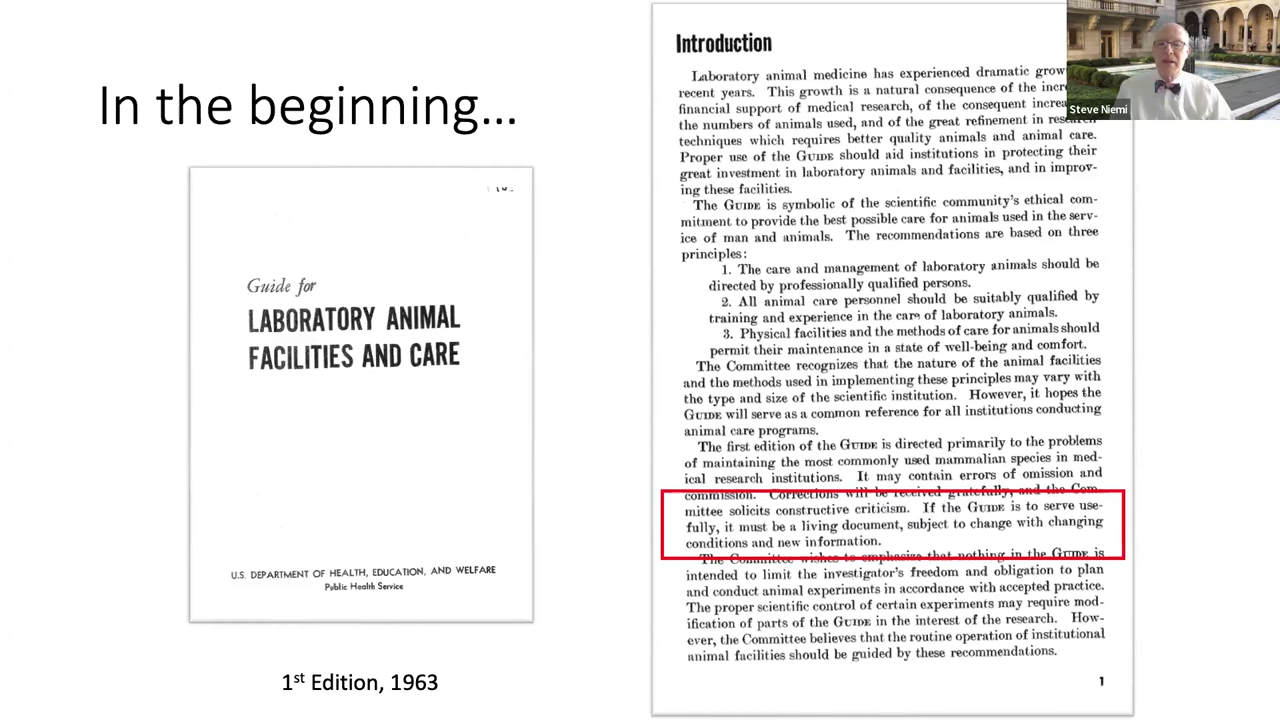 In the beginning...
Guide for
LABORATORY ANIMAL
FACILITIES AND CARE
U.S. DEPARTMENT OF HEALTH, EDUCATION, AND WELFARE
Public Health Service
1st Edition, 1963
Introduction
Laboratory animal medicine has experienced dramatic
recent years. This growth is a natural consequence of the
financial support of medical research, of the consequent
the numbers of animals used, and of the great refinement in research
techniques which requires better quality animals and animal care.
Proper use of the GUIDE should aid institutions in protecting their
great investment in laboratory animals and facilities, and in improv-
ing these facilities.
The GUIDE is symbolic of the scientific community's ethical com-
mitment to provide the best possible care for animals used in the serv-
ice of man and animals. The recommendations are based on three
principles:
1. The care and management of laboratory animals should be
directed by professionally qualified persons.
2. All animal care personnel should be suitably qualified by
training and experience in the care of laboratory animals.
3. Physical facilities and the methods of care for animals should
permit their maintenance in a state of well-being and comfort.
The Committee recognizes that the nature of the animal facilities
and the methods used in implementing these principles may vary with
the type and size of the scientific institution. However, it hopes the
GUIDE will serve as a common reference for all institutions conducting
animal care programs.
The first edition of the GUIDE is directed primarily to the problems
of maintaining the most commonly used mammalian species in med-
ical research institutions. It may contain errors of omission and
commission. Corrections will be received gratefully, and the Com-
mittee solicits constructive criticism. If the GUIDE is to serve use-
fully, it must be a living document, subject to change with changing
conditions and new information.
The Committee wishes to emphasize that nothing in the GUIDE is
intended to limit the investigator's freedom and obligation to plan
and conduct animal experiments in accordance with accepted practice.
The proper scientific control of certain experiments may require mod-
ification of parts of the GUIDE in the interest of the research. How-
ever, the Committee believes that the routine operation of institutional
animal facilities should be guided by these recommendations.
1
Steve Niemi